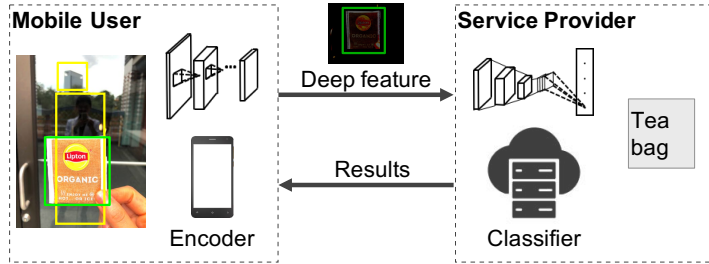 Mobile User
Service Provider
Deep feature
Lipton
ORGANIC
Tea
bag
Results
Encoder
Classifier